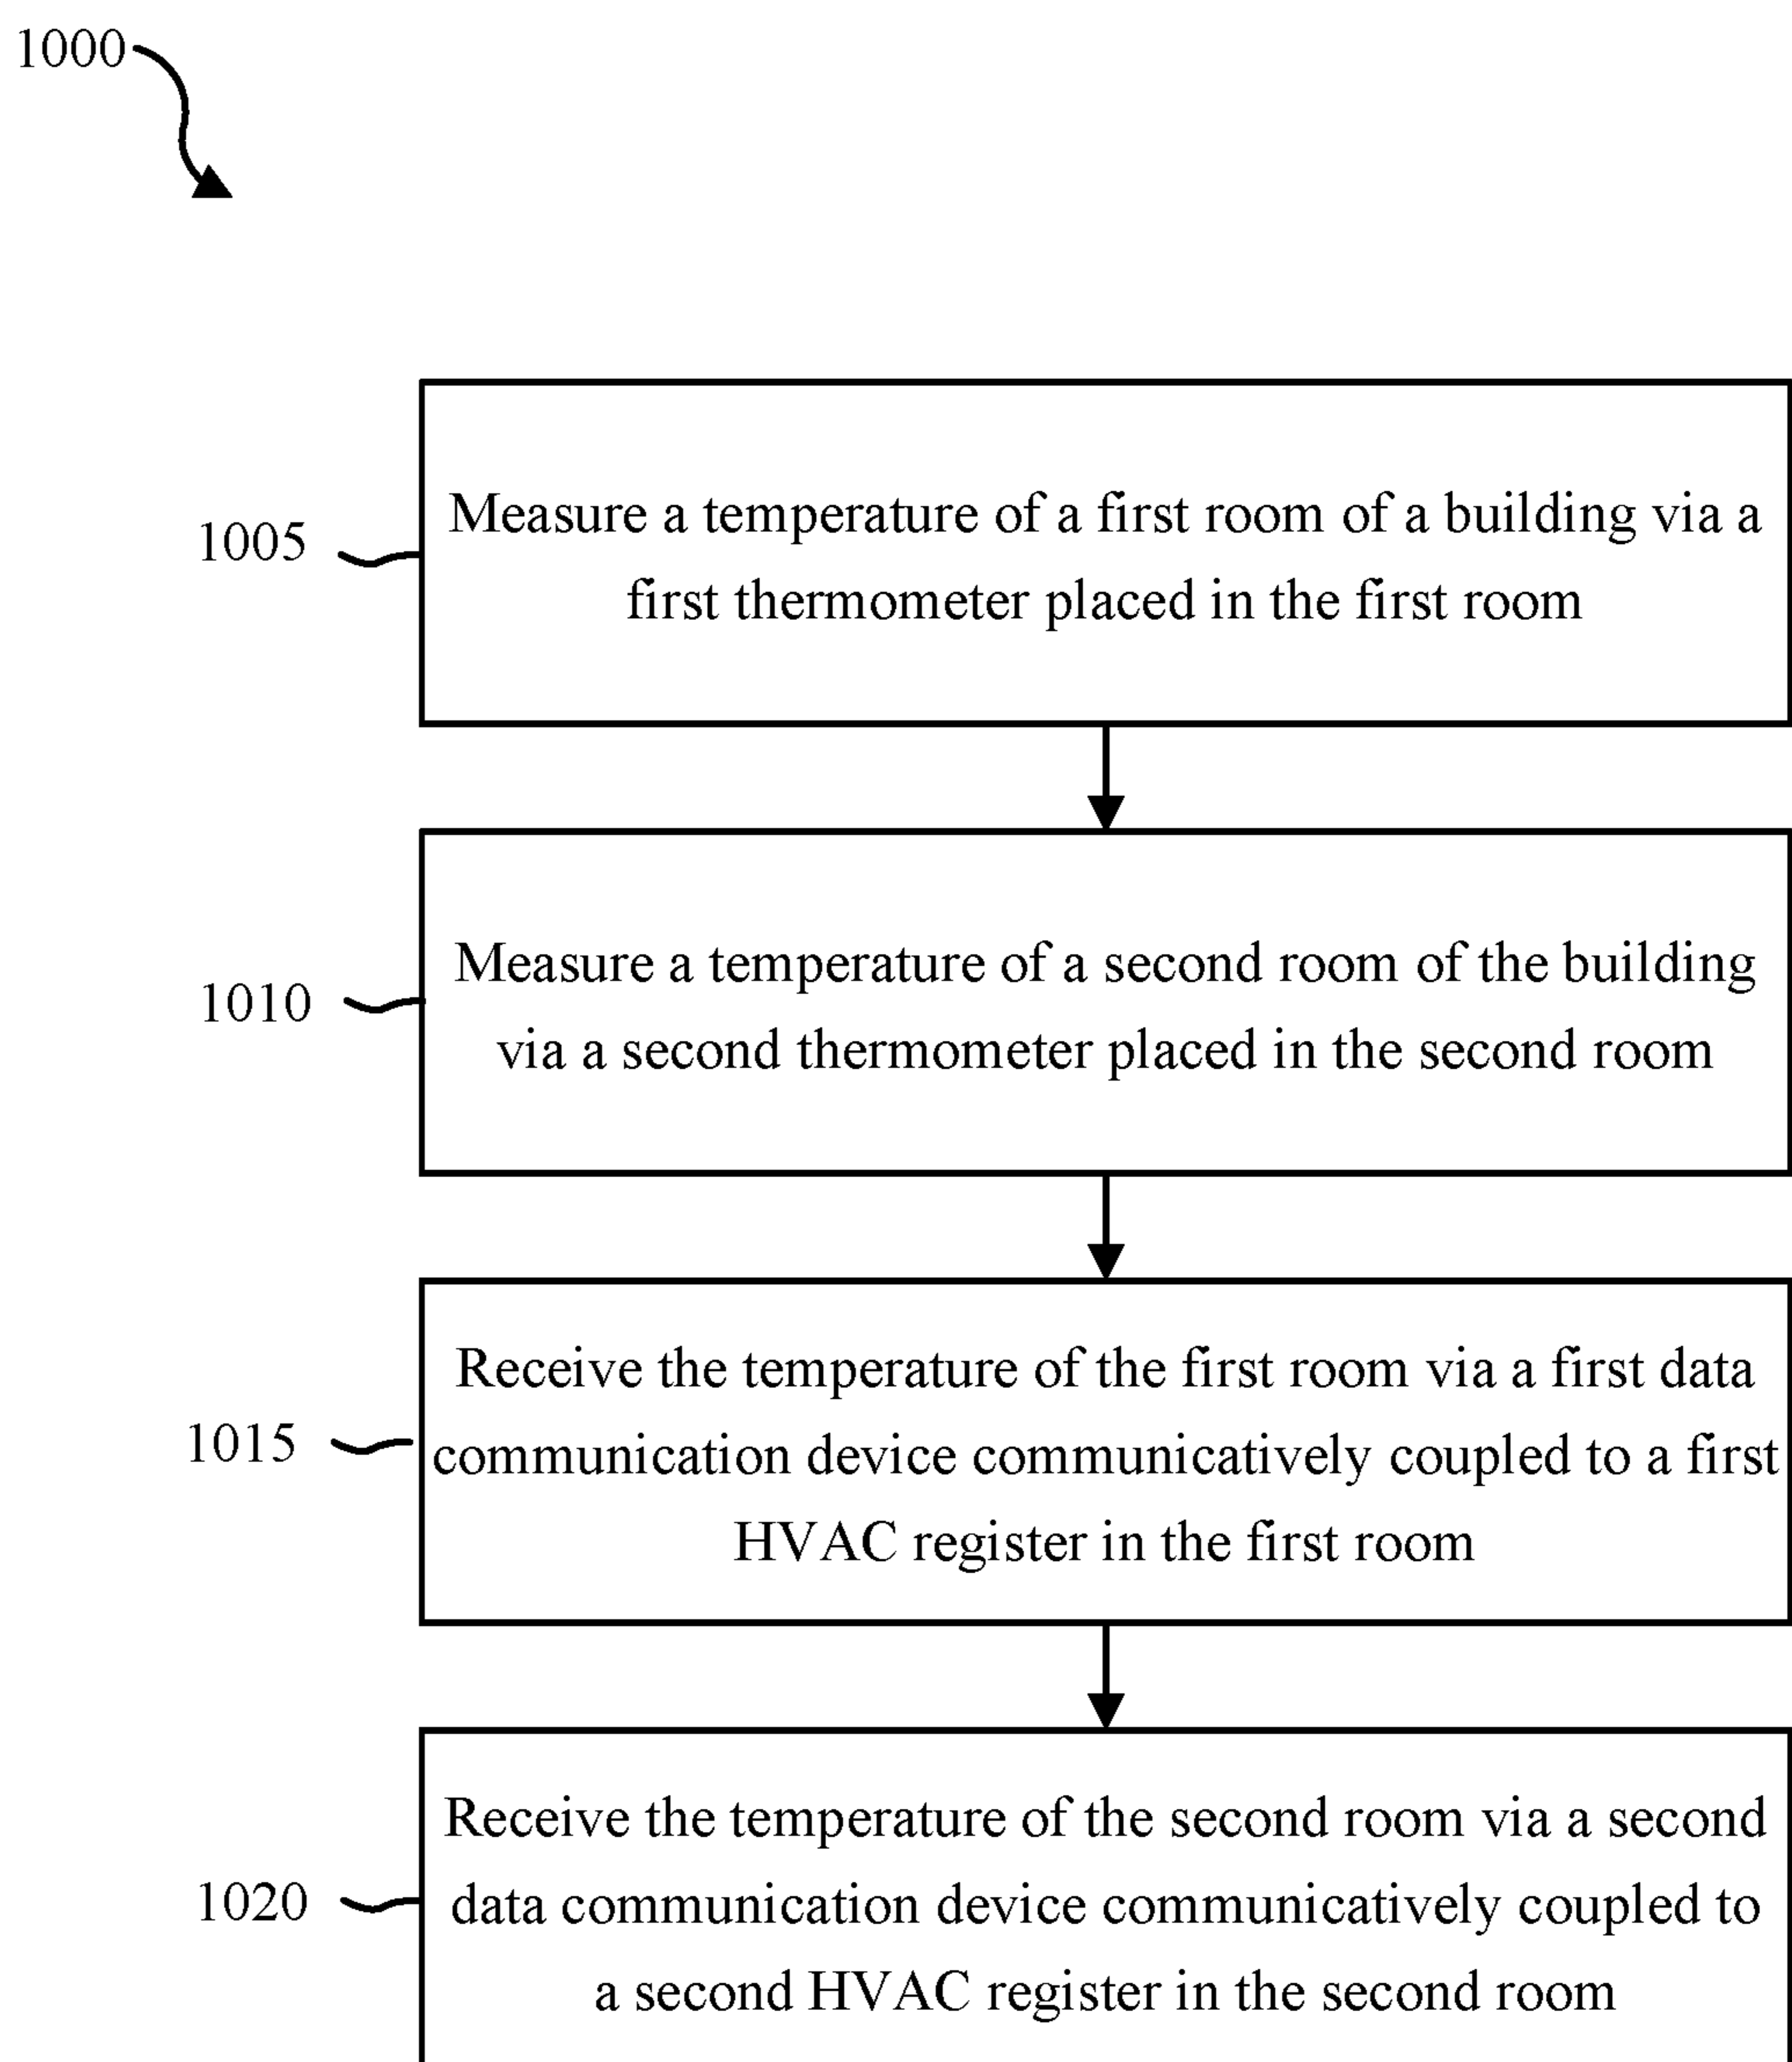 1000
1005
Measure a temperature of a first room of a building via a
first thermometer placed in the first room
1010
Measure a temperature of a second room of the building
via a second thermometer placed in the second room
1015
Receive the temperature of the first room via a first data
communication device communicatively coupled to a first
HVAC register in the first room
1020
Receive the temperature of the second room via a second
data communication device communicatively coupled to
a second HVAC register in the second room